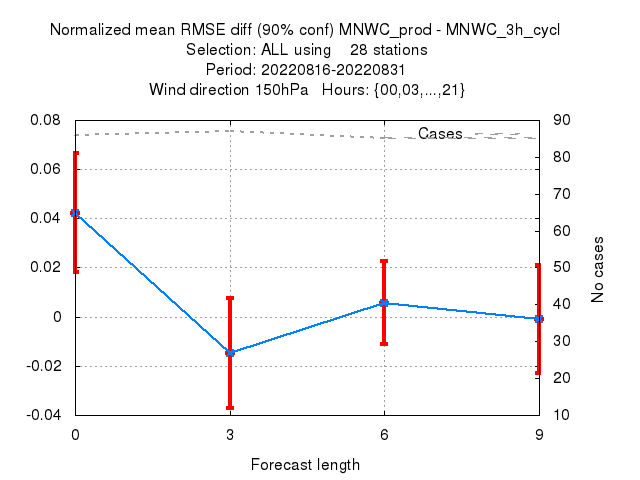 Normalized mean RMSE diff (90% conf) MNWC_prod - MNWC_3h_cycl
Selection: ALL using    28 stations
Period: 20220816-20220831
Wind direction 150hPa   Hours: {00,03,...,21}
0.08
0.06
0.04
0.02
0
-0.02
-0.04
Cases
90
80
70
60
50
40
30
20
10
No cases
0 3 6 9
Forecast length